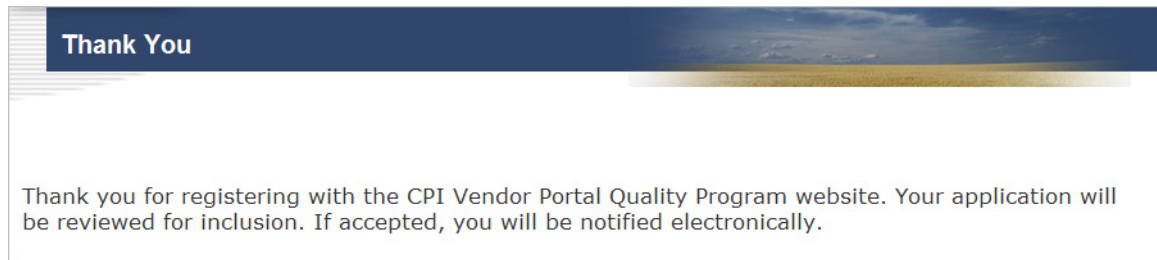 Thank You
Thank you for registering with the CPI Vendor Portal Quality Program website. Your application will
be reviewed for inclusion. If accepted, you will be notified electronically.